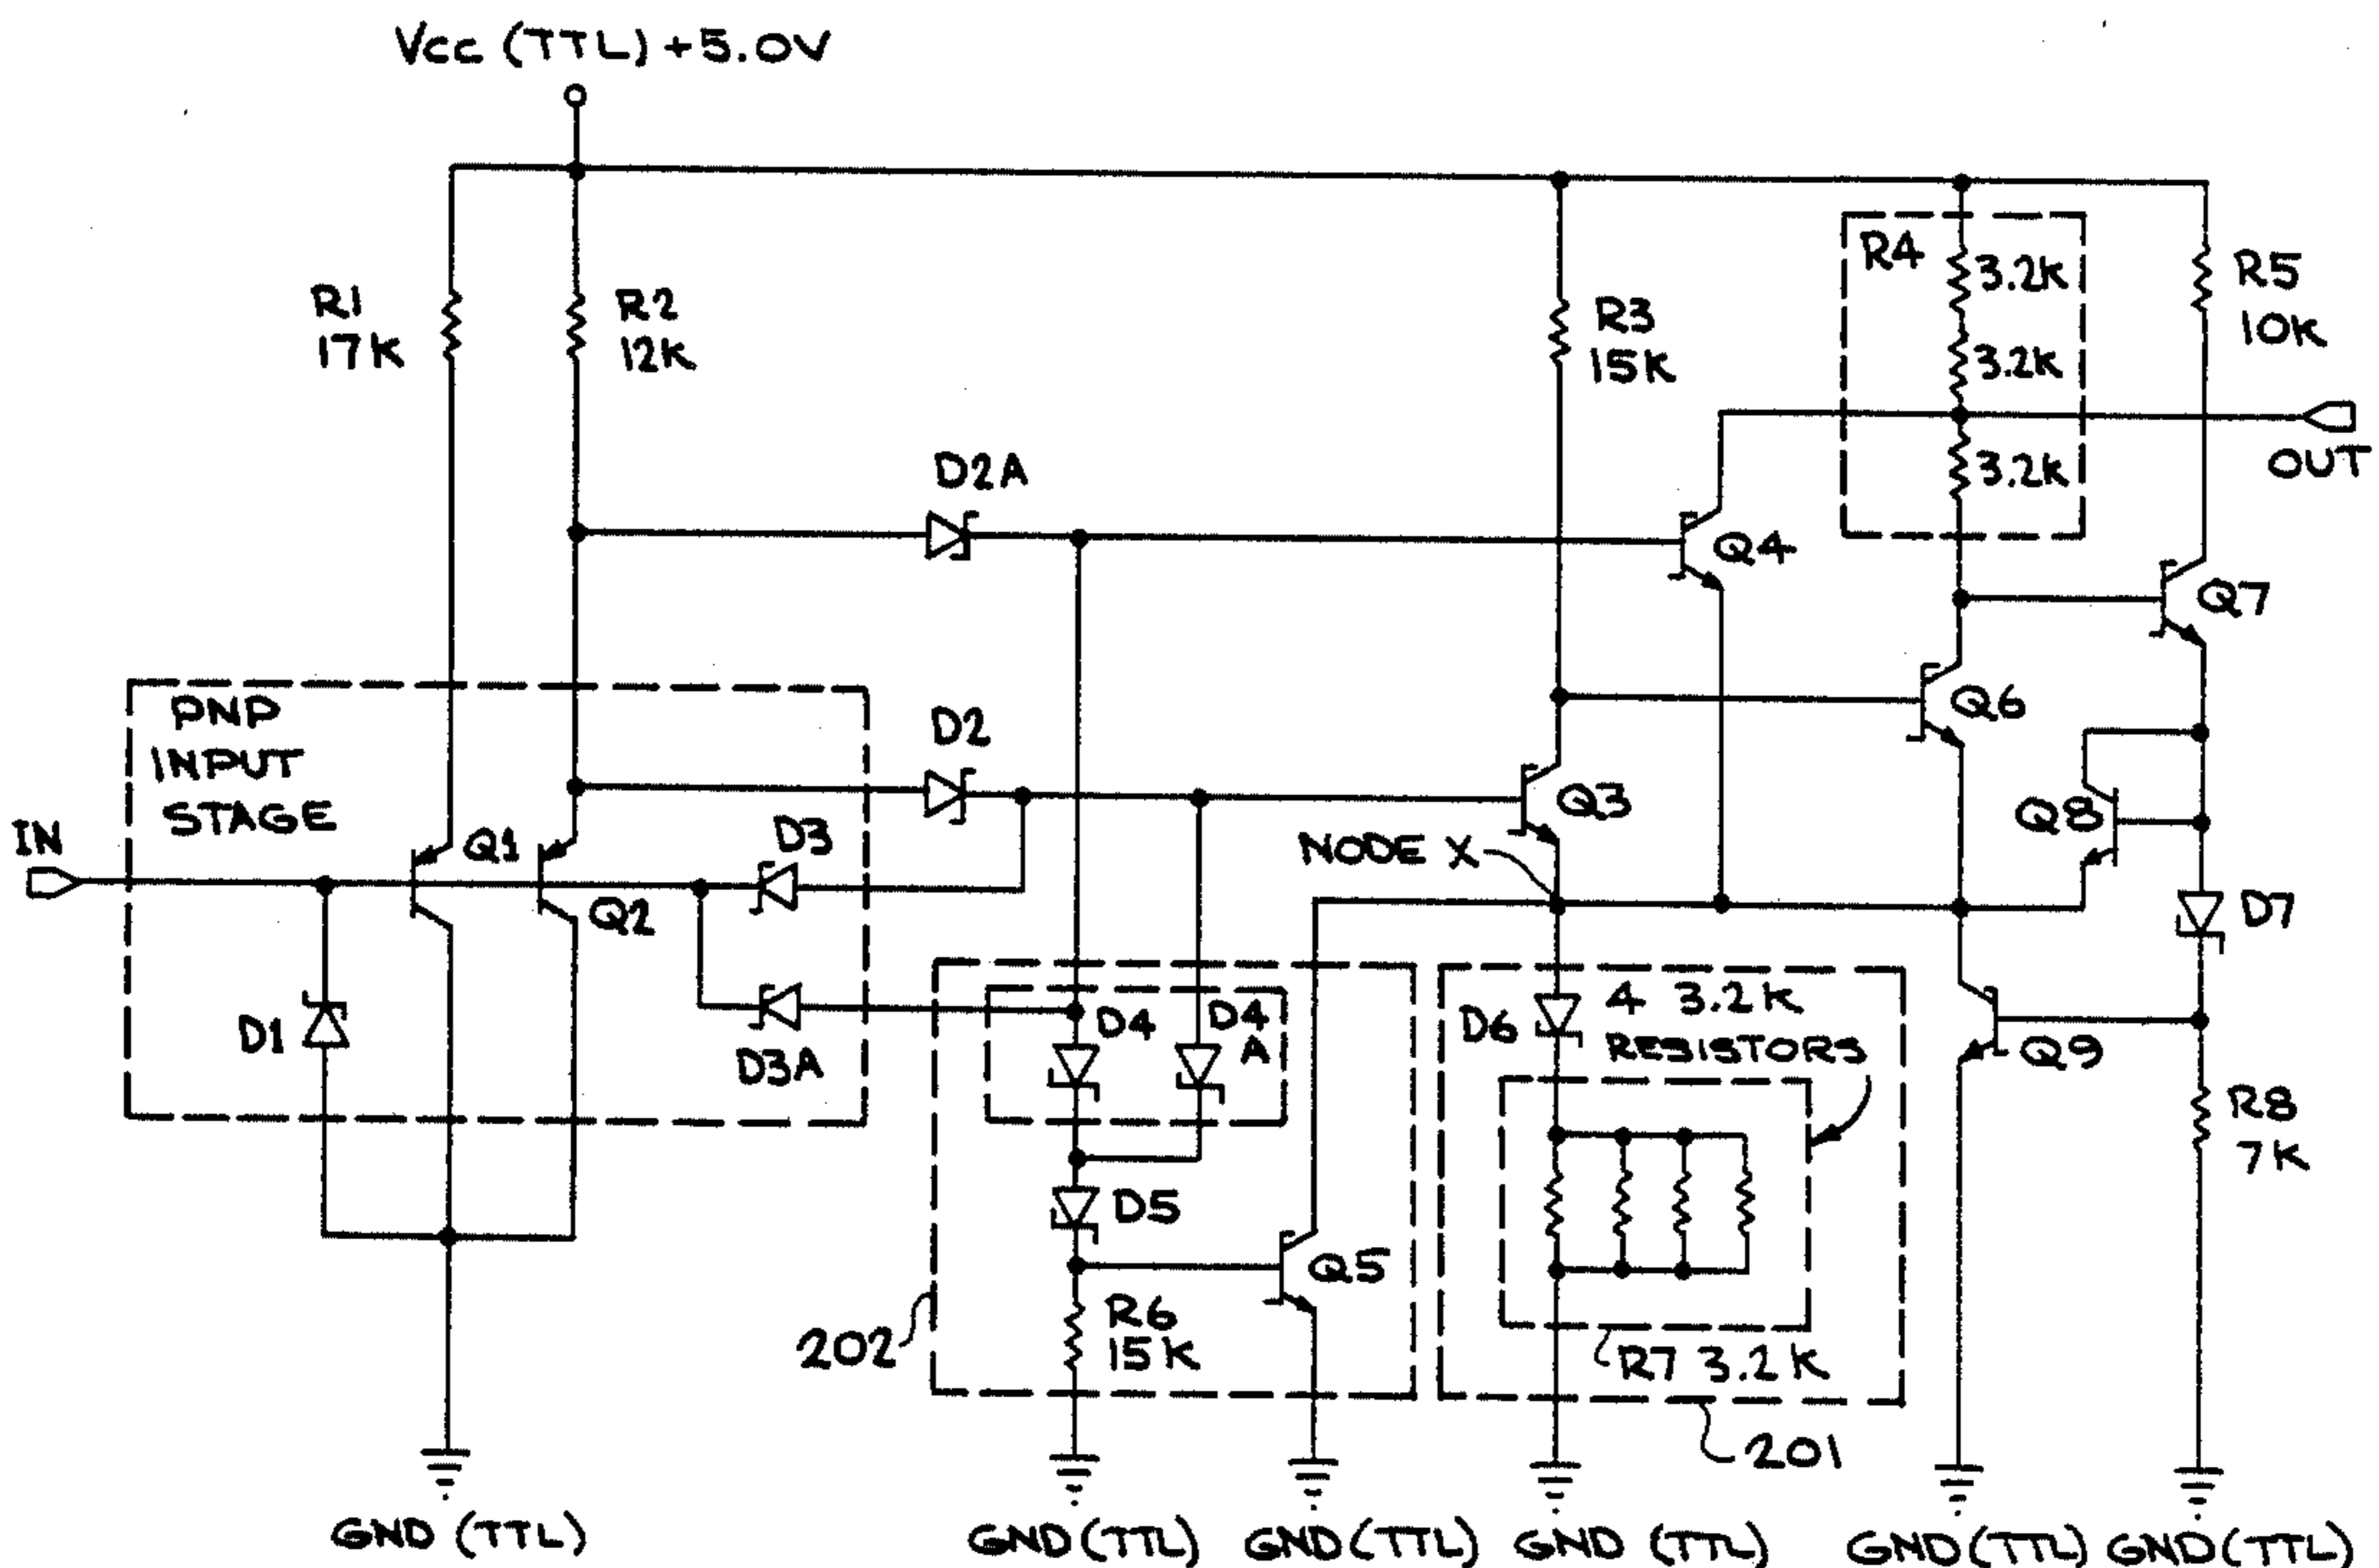 Vcc (TTL) +5.0V
R1
17K
R2
12K
R3
15K
R4
3.2K
3.2K
3.2K
R5
10K
OUT
D2A
Q4
Q7
PNP
INPUT
STAGE
D2
Q6
IN
Q1
D3
Q3
Q8
NODE X
Q2
D7
D1
D3A
D4
D4
A
D6
4 3.2K
RESISTORS
Q9
D5
Q5
R8
7K
202
R6
15K
R7 3.2K
201
GND (TTL)
GND (TTL)
GND (TTL)
GND (TTL)
GND (TTL)
GND (TTL)